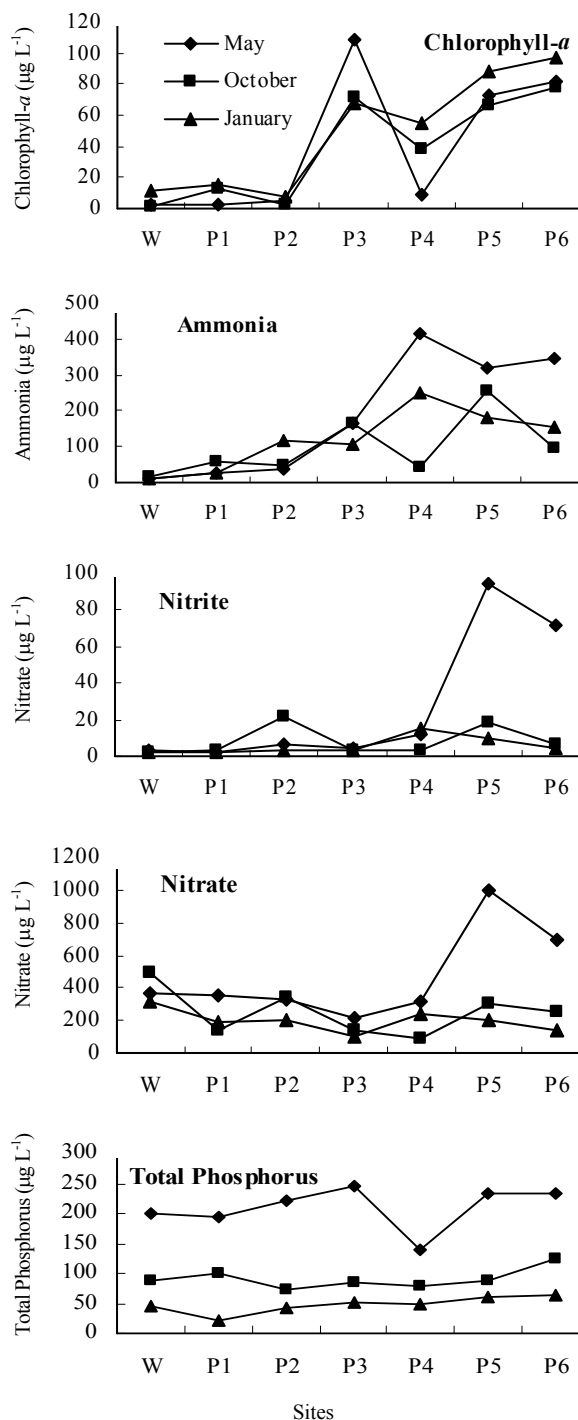 Chlorophyll-a
May
October
January
Chlorophyll-a (µg L-1)
120
100
80
60
40
20
0
W P1 P2 P3 P4 P5 P6
Ammonia
Ammonia (µg L-1)
500
400
300
200
100
0
W P1 P2 P3 P4 P5 P6
Nitrite
Nitrate (µg L-1)
100
80
60
40
20
0
W P1 P2 P3 P4 P5 P6
Nitrate
Nitrate (µg L-1)
1200
1000
800
600
400
200
0
W P1 P2 P3 P4 P5 P6
Total Phosphorus
Total Phosphorus (µg L-1)
300
250
200
150
100
50
0
W P1 P2 P3 P4 P5 P6
Sites